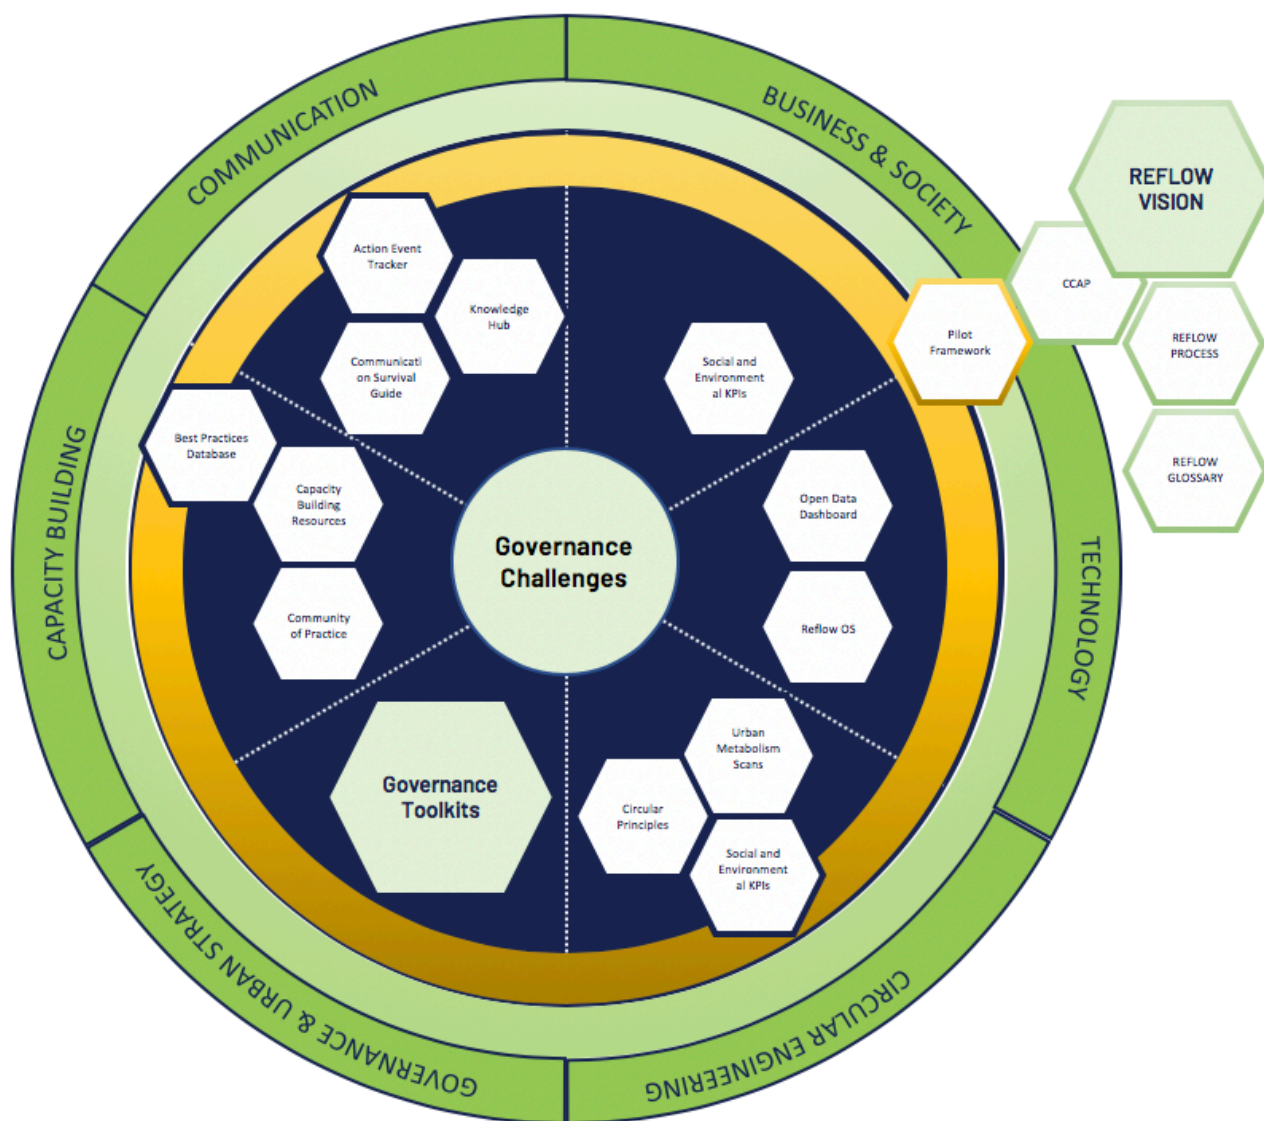 COMMUNICATION
BUSINESS & SOCIETY
REFLOW
VISION
Action Event
Tracker
Knowledge
Hub
Communicati
on Survival
Guide
Social and
Environment
al KPIs
Pilot
Framework
CCAP
REFLOW
PROCESS
REFLOW
GLOSSARY
CAPACITY BUILDING
Best Practices
Database
Capacity
Building
Resources
Community
of Practice
Governance
Challenges
Open Data
Dashboard
Reflow OS
TECHNOLOGY
Governance
Toolkits
Urban
Metabolism
Scans
Circular
Principles
Social and
Environment
al KPIs
GOVERNANCE & URBAN STRATEGY
CIRCULAR ENGINEERING